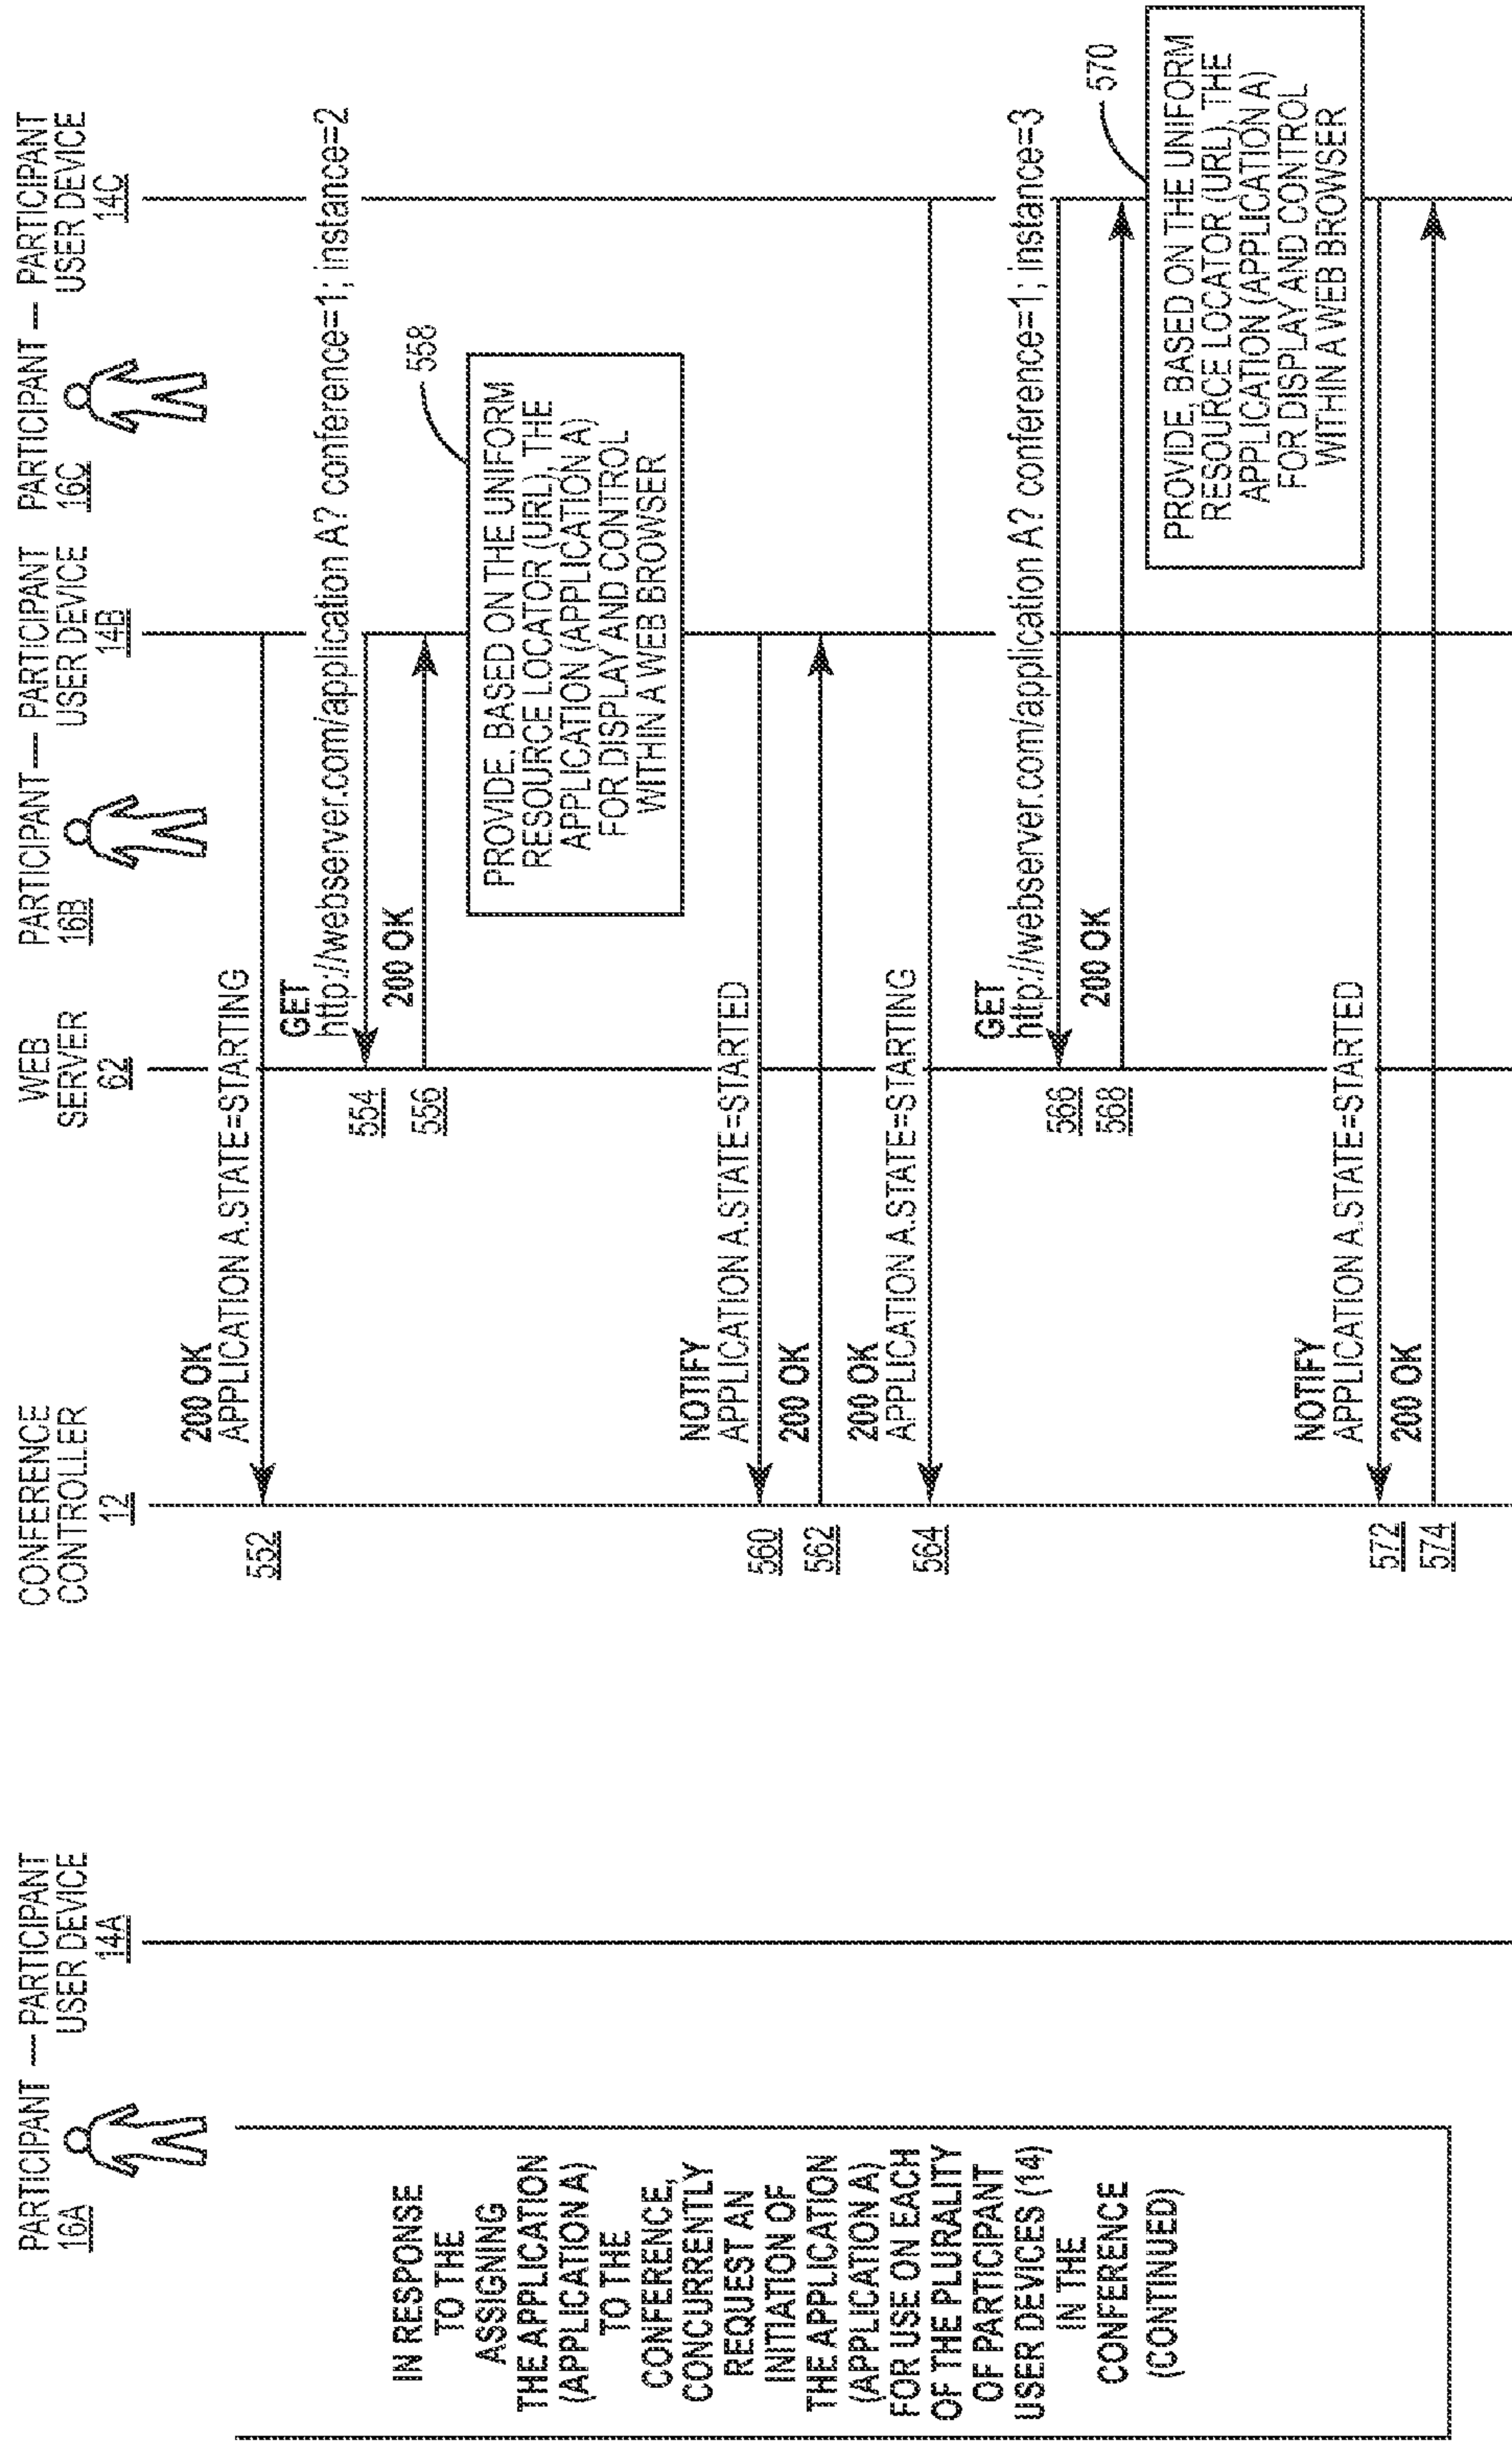 PARTICIPANT — PARTICIPANT
16A
USER DEVICE
14A
CONFERENCE
CONTROLLER
12
WEB
SERVER
62
PARTICIPANT — PARTICIPANT
16B
USER DEVICE
14B
PARTICIPANT — PARTICIPANT
16C
USER DEVICE
14C
IN RESPONSE
TO THE
ASSIGNING
THE APPLICATION
(APPLICATION A)
TO THE
CONFERENCE,
CONCURRENTLY
REQUEST AN
INITIATION OF
THE APPLICATION
(APPLICATION A)
FOR USE ON EACH
OF THE PLURALITY
OF PARTICIPANT
USER DEVICES (14)
IN THE
CONFERENCE
(CONTINUED)
200 OK
APPLICATION A.STATE=STARTING
552
GET
http://webserver.com/application A? conference=1; instance=2
554
200 OK
556
558
PROVIDE, BASED ON THE UNIFORM
RESOURCE LOCATOR (URL), THE
APPLICATION (APPLICATION A)
FOR DISPLAY AND CONTROL
WITHIN A WEB BROWSER
NOTIFY
APPLICATION A.STATE=STARTED
560
200 OK
562
200 OK
APPLICATION A.STATE=STARTING
564
GET
http://webserver.com/application A? conference=1; instance=3
566
200 OK
568
570
PROVIDE, BASED ON THE UNIFORM
RESOURCE LOCATOR (URL), THE
APPLICATION (APPLICATION A)
FOR DISPLAY AND CONTROL
WITHIN A WEB BROWSER
NOTIFY
APPLICATION A.STATE=STARTED
572
200 OK
574